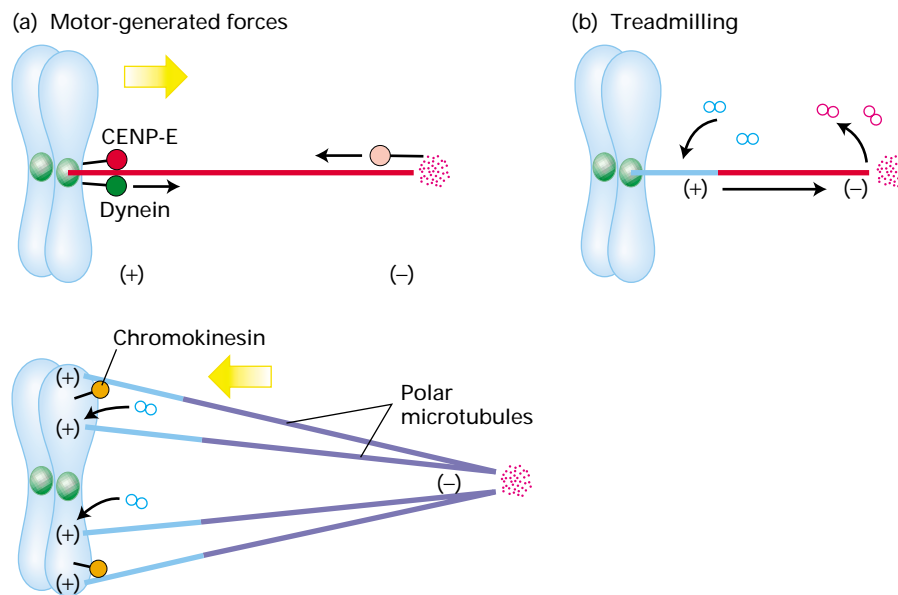 (a) Motor-generated forces
CENP-E
Dynein
(+)
(−)
Chromokinesin
(+)
(+)
Polar
microtubules
(−)
(+)
(+)
(b) Treadmilling
(+)
(−)